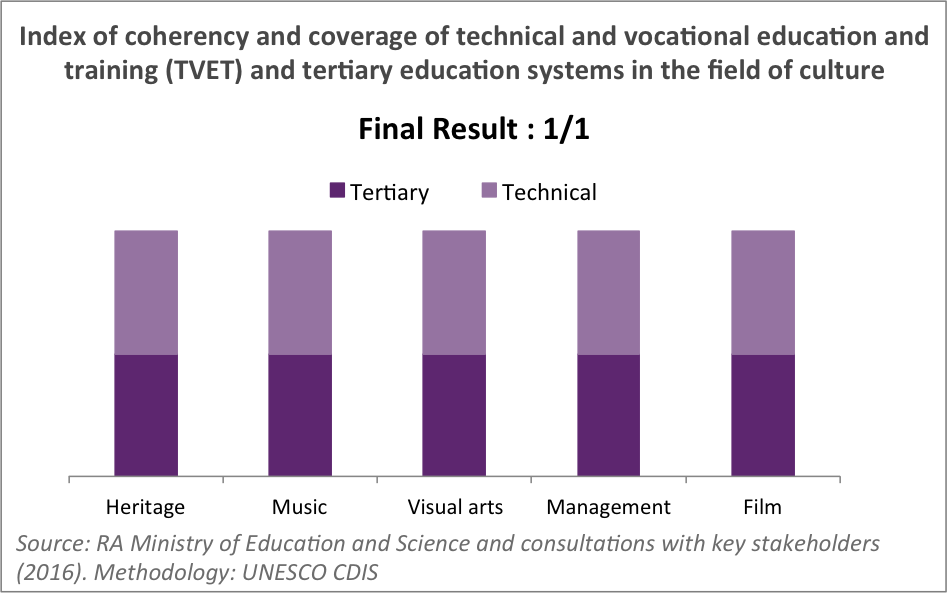 Index of coherency and coverage of technical and vocational education and
training (TVET) and tertiary education systems in the field of culture
Final Result : 1/1
Tertiary Technical
Heritage Music Visual arts Management Film
Source: RA Ministry of Education and Science and consultations with key stakeholders
(2016). Methodology: UNESCO CDIS